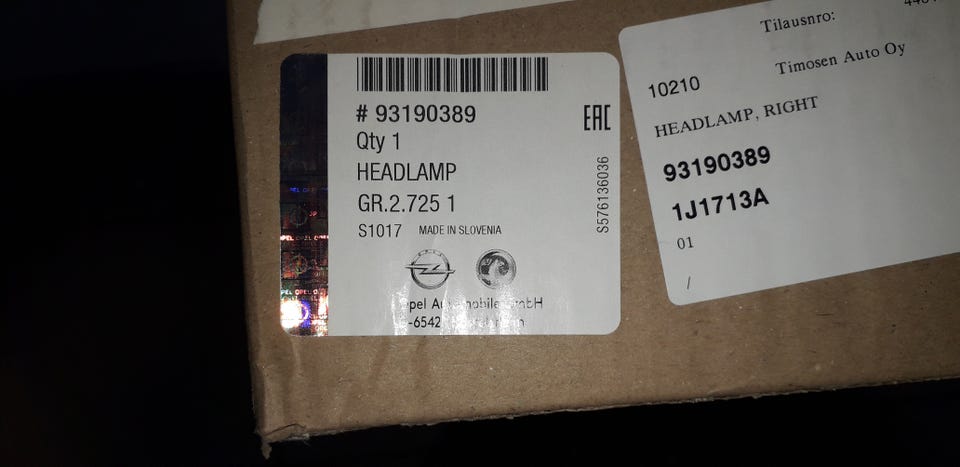 # 93190389
Qty 1
HEADLAMP
GR.2.725 1
S1017 MADE IN SLOVENIA
EAC
S576136036
GmbH
Tilausnro:
10210 Timosen Auto Oy
HEADLAMP, RIGHT
93190389
1J1713A
01
/